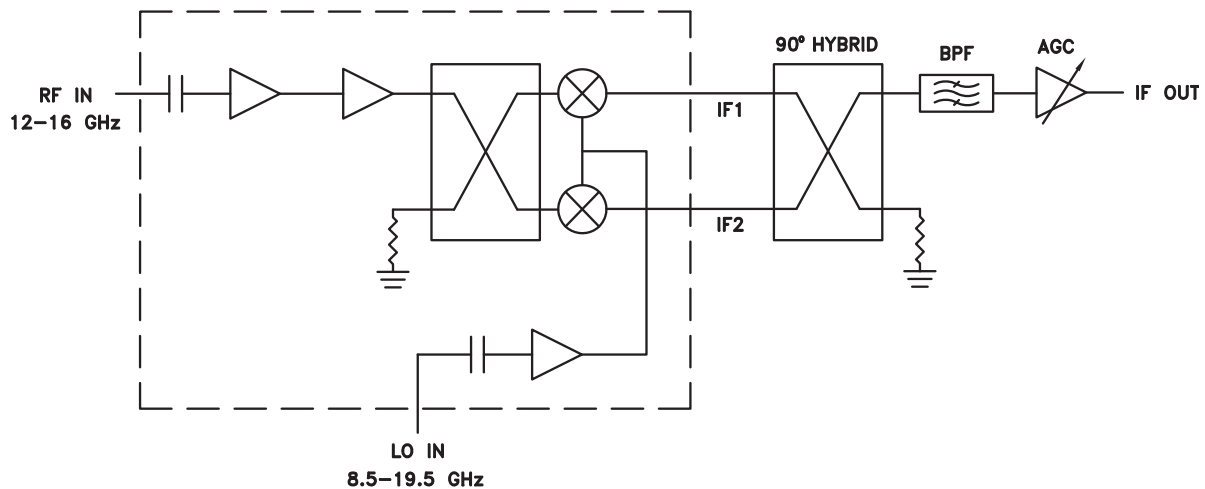 90° HYBRID
BPF
AGC
RF IN
12–16 GHz
IF1
IF OUT
IF2
LO IN
8.5–19.5 GHz